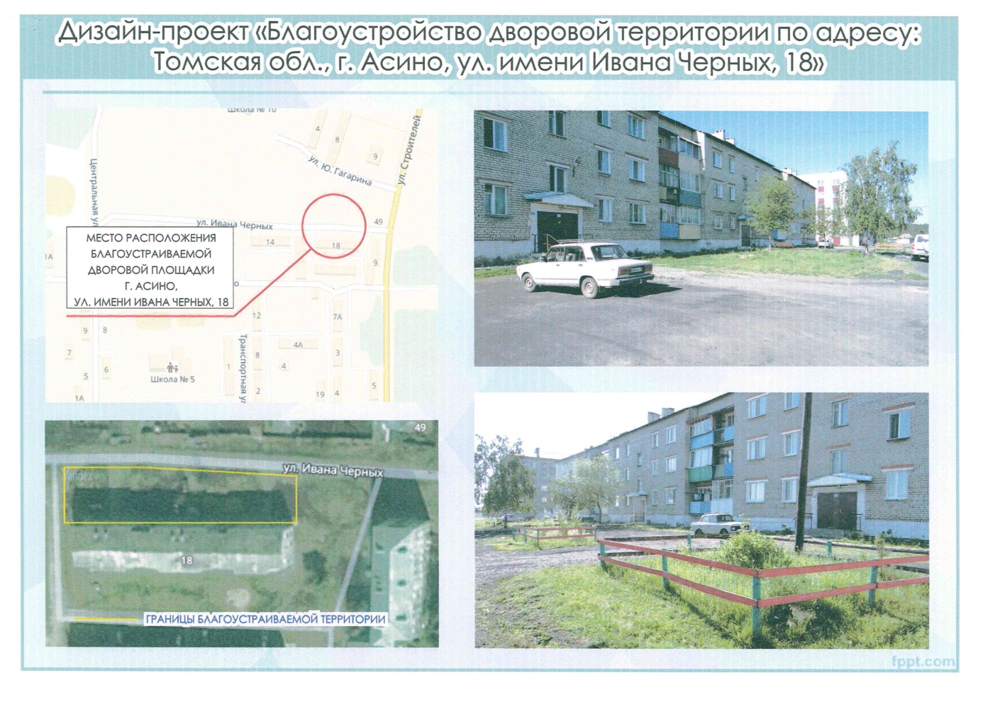 Дизайн-проект «Благоустройство дворовой территории по адресу:
Томская обл., г. Асино, ул. имени Ивана Черных, 18»
Школа № 10
4
8
9
ул. Строителей
ул. Ю. Гагарина
Центральная ул
ул. Ивана Черных
49
14
18
9
1А
МЕСТО РАСПОЛОЖЕНИЯ
БЛАГОУСТРАИВАЕМОЙ
ДВОРОВОЙ ПЛОЩАДКИ
Г. АСИНО,
УЛ. ИМЕНИ ИВАНА ЧЕРНЫХ, 18
о
12
7А
9
8
7
4А
3
8
1
4
6
5
Транспортная ул
Школа № 5
2
19
4
5
1А
49
ул. Ивана Черных
18
ГРАНИЦЫ БЛАГОУСТРАИВАЕМОЙ ТЕРРИТОРИИ
fppt.com